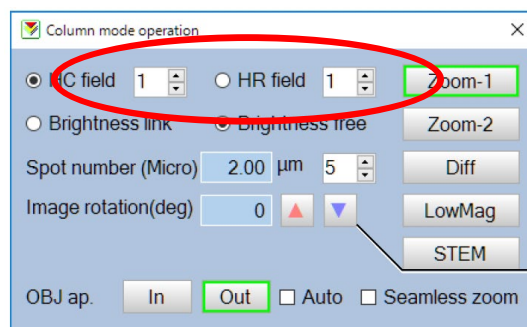 Column mode operation
HC field 1 HR field 1 Zoom-1
Brightness link Brightness free Zoom-2
Spot number (Micro) 2.00 µm 5 Diff
Image rotation(deg) 0 LowMag
STEM
OBJ ap. In Out Auto Seamless zoom